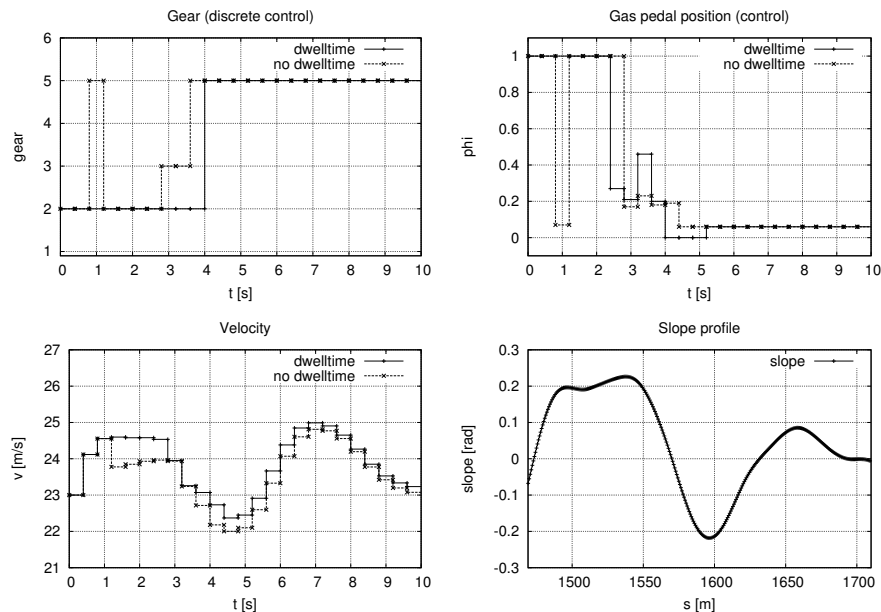 Gear (discrete control)
6
5
4
3
2
1
0 1 2 3 4 5 6 7 8 9 10
gear
t [s]
dwelltime
no dwelltime
Gas pedal position (control)
1
0.8
0.6
0.4
0.2
0
0 1 2 3 4 5 6 7 8 9 10
phi
t [s]
dwelltime
no dwelltime
Velocity
27
26
25
24
23
22
21
0 1 2 3 4 5 6 7 8 9 10
v [m/s]
t [s]
dwelltime
no dwelltime
Slope profile
0.3
0.2
0.1
0
-0.1
-0.2
-0.3
1500 1550 1600 1650 1700
slope [rad]
s [m]
slope